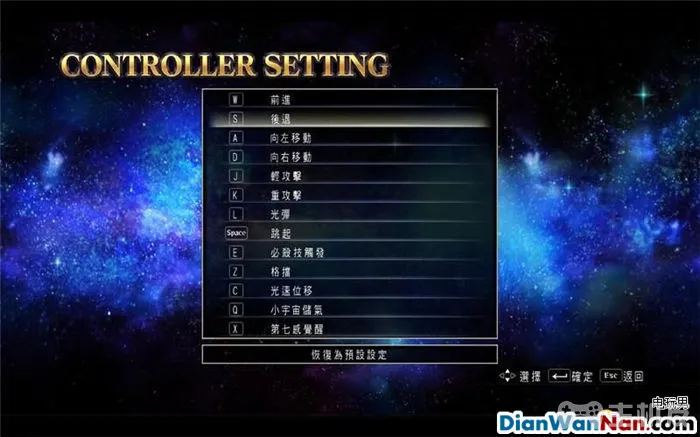 CONTROLLER SETTING
W 前進
S 後退
A 向左移動
D 向右移動
J 輕攻擊
K 重攻擊
L 光彈
Space 跳起
E 必殺技觸發
Z 格擋
C 光速位移
Q 小宇宙儲氣
X 第七感覺醒
恢復為預設設定
選擇 確定 Esc 返回
电玩男
DianWanNan.com